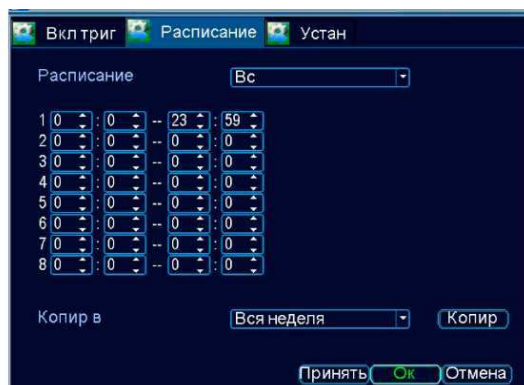 Вкл триг Расписание Устан
Расписание Вс
1 0 : 0 -- 23 : 59
2 0 : 0 -- 0 : 0
3 0 : 0 -- 0 : 0
4 0 : 0 -- 0 : 0
5 0 : 0 -- 0 : 0
6 0 : 0 -- 0 : 0
7 0 : 0 -- 0 : 0
8 0 : 0 -- 0 : 0
Копир в Вся неделя Копир
Принять Ок Отмена